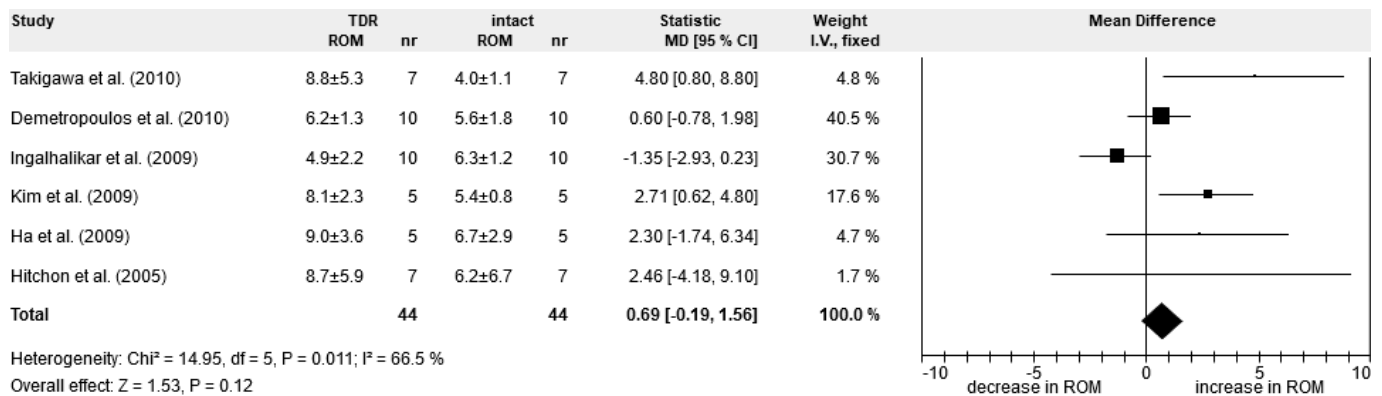 Study TDR intact Statistic Weight Mean Difference
ROM nr ROM nr MD [95 % CI] I.V., fixed
Takigawa et al. (2010) 8.8±5.3 7 4.0±1.1 7 4.80 [0.80, 8.80] 4.8 %
Demetropoulos et al. (2010) 6.2±1.3 10 5.6±1.8 10 0.60 [-0.78, 1.98] 40.5 %
Ingalhalikar et al. (2009) 4.9±2.2 10 6.3±1.2 10 -1.35 [-2.93, 0.23] 30.7 %
Kim et al. (2009) 8.1±2.3 5 5.4±0.8 5 2.71 [0.62, 4.80] 17.6 %
Ha et al. (2009) 9.0±3.6 5 6.7±2.9 5 2.30 [-1.74, 6.34] 4.7 %
Hitchon et al. (2005) 8.7±5.9 7 6.2±6.7 7 2.46 [-4.18, 9.10] 1.7 %
Total 44 44 0.69 [-0.19, 1.56] 100.0 %
Heterogeneity: Chi² = 14.95, df = 5, P = 0.011; I² = 66.5 %
Overall effect: Z = 1.53, P = 0.12
-10 -5 0 5 10
decrease in ROM increase in ROM